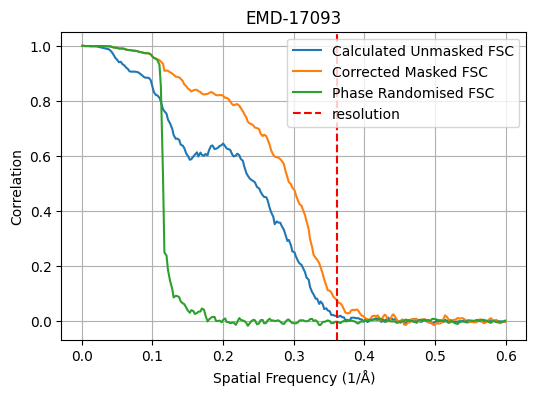 EMD-17093
Calculated Unmasked FSC
Corrected Masked FSC
Phase Randomised FSC
resolution
Correlation
1.0
0.8
0.6
0.4
0.2
0.0
0.0 0.1 0.2 0.3 0.4 0.5 0.6
Spatial Frequency (1/Å)